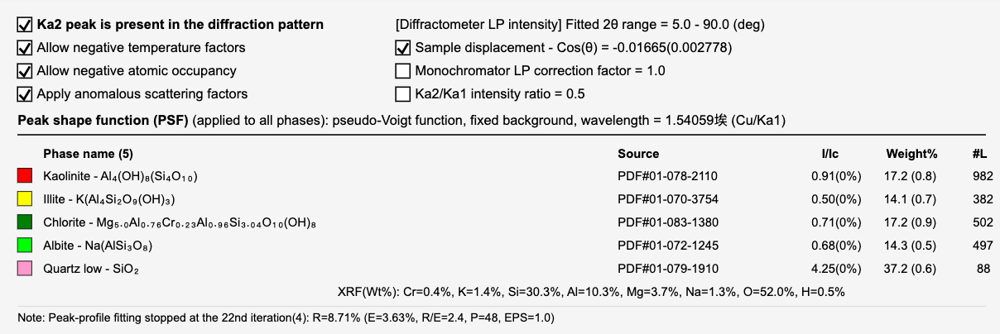 Ka2 peak is present in the diffraction pattern [Diffractometer LP intensity] Fitted 2θ range = 5.0 - 90.0 (deg)
Allow negative temperature factors Sample displacement - Cos(θ) = -0.01665(0.002778)
Allow negative atomic occupancy Monochromator LP correction factor = 1.0
Apply anomalous scattering factors Ka2/Ka1 intensity ratio = 0.5
Peak shape function (PSF) (applied to all phases): pseudo-Voigt function, fixed background, wavelength = 1.54059埃 (Cu/Ka1)
Phase name (5) Source I/Ic Weight% #L
Kaolinite - Al₄(OH)₈(Si₄O₁₀) PDF#01-078-2110 0.91(0%) 17.2 (0.8) 982
Illite - K(Al₄Si₂O₉(OH)₃) PDF#01-070-3754 0.50(0%) 14.1 (0.7) 382
Chlorite - Mg₅.₀Al₀.₇₆Cr₀.₂₃Al₀.₉₆Si₃.₀₄O₁₀(OH)₈ PDF#01-083-1380 0.71(0%) 17.2 (0.9) 502
Albite - Na(AlSi₃O₈) PDF#01-072-1245 0.68(0%) 14.3 (0.5) 497
Quartz low - SiO₂ PDF#01-079-1910 4.25(0%) 37.2 (0.6) 88
XRF(Wt%): Cr=0.4%, K=1.4%, Si=30.3%, Al=10.3%, Mg=3.7%, Na=1.3%, O=52.0%, H=0.5%
Note: Peak-profile fitting stopped at the 22nd iteration(4): R=8.71% (E=3.63%, R/E=2.4, P=48, EPS=1.0)